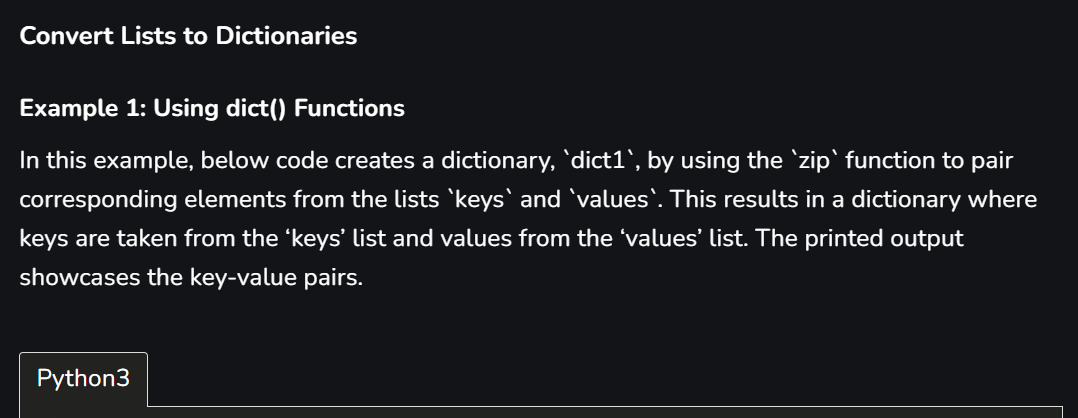 Convert Lists to Dictionaries
Example 1: Using dict() Functions
In this example, below code creates a dictionary, `dict1`, by using the `zip` function to pair
corresponding elements from the lists `keys` and `values`. This results in a dictionary where
keys are taken from the ‘keys’ list and values from the ‘values’ list. The printed output
showcases the key-value pairs.
Python3